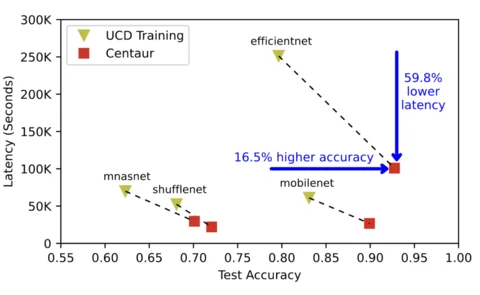 300K
250K
200K
150K
100K
50K
0
Latency (Seconds)
UCD Training
Centaur
efficientnet
59.8%
lower
latency
16.5% higher accuracy
mnasnet
shufflenet
mobilenet
0.55 0.60 0.65 0.70 0.75 0.80 0.85 0.90 0.95 1.00
Test Accuracy